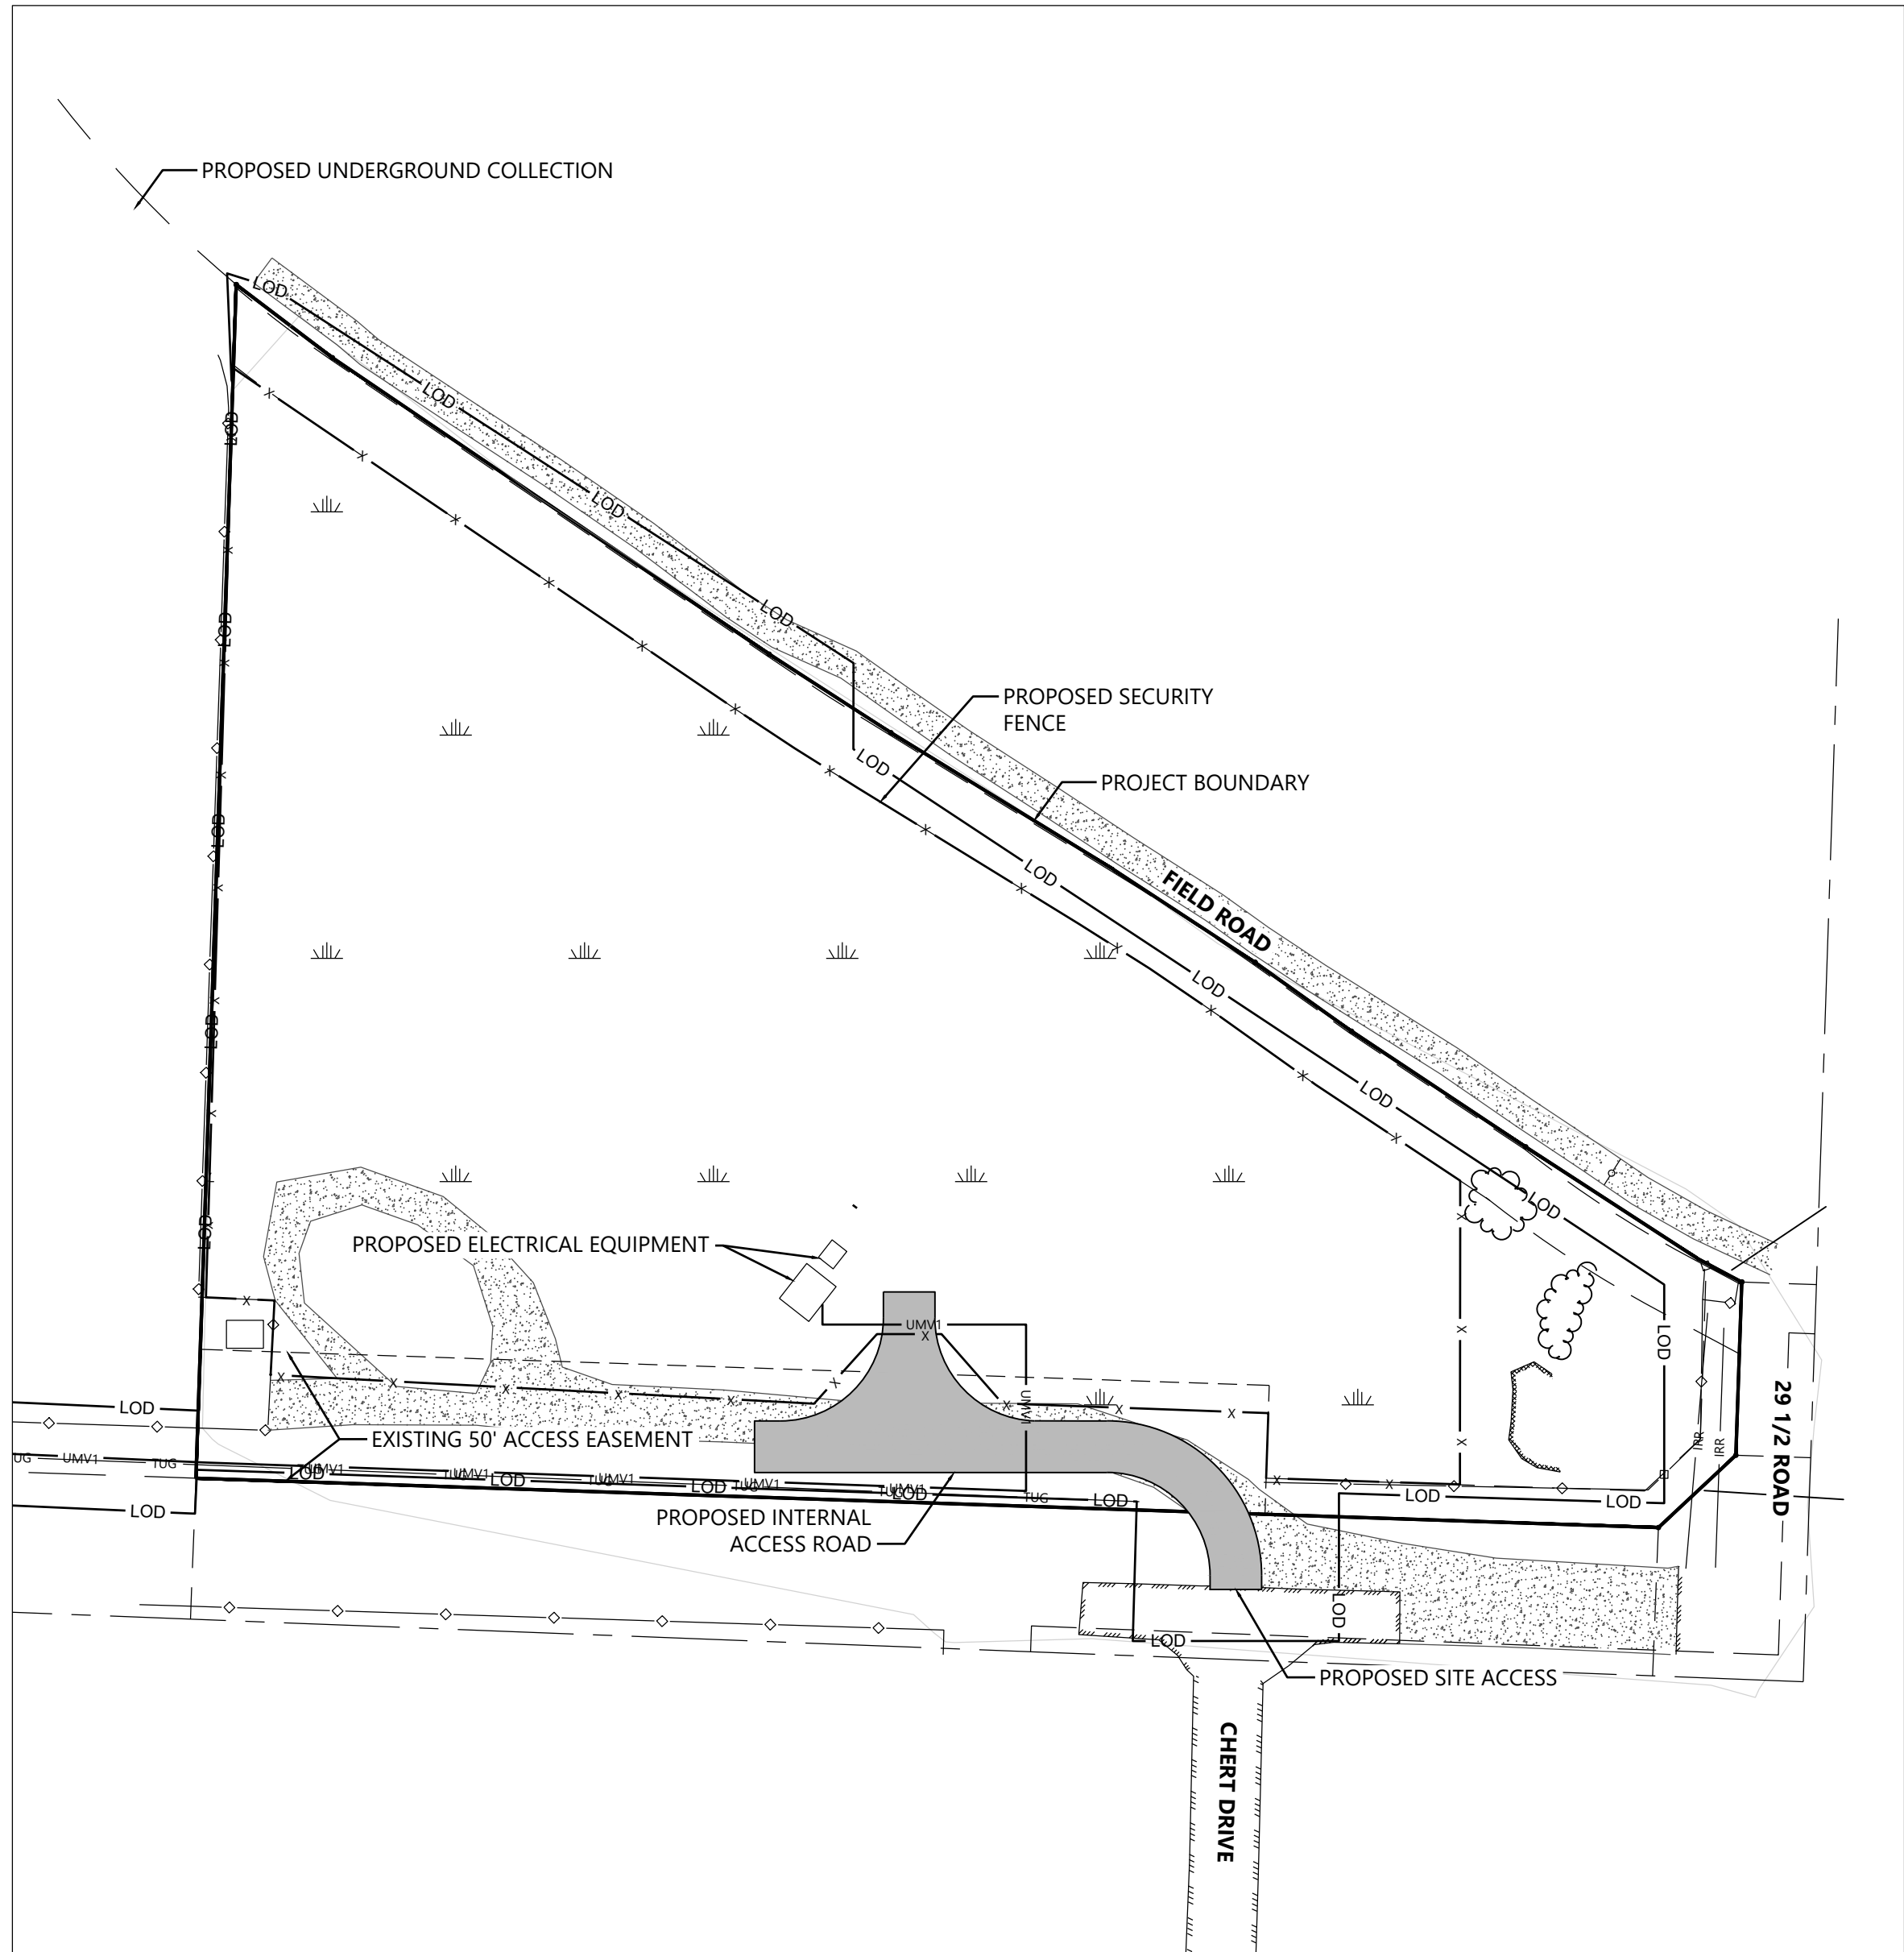 PROPOSED UNDERGROUND COLLECTION
LOD
LOD
LOD
LOD
LOD
LOD
PROPOSED SECURITY
FENCE
LOD
PROJECT BOUNDARY
LOD
LOD
LOD
FIELD ROAD
LOD
LOD
LOD
LOD
LOD
LOD
PROPOSED ELECTRICAL EQUIPMENT
UMV1
LOD
UMV1
29 1/2 ROAD
LOD
EXISTING 50' ACCESS EASEMENT
IRR
IRR
UG
UMV1
TUG
LOD
UMV1
TUG
UMV1
LOD
TUG
UMV1
LOD
TUG
UMV1
TUG
UMV1
LOD
TUG
LOD
LOD
LOD
LOD
PROPOSED INTERNAL
ACCESS ROAD
LOD
LOD
PROPOSED SITE ACCESS
CHERT DRIVE